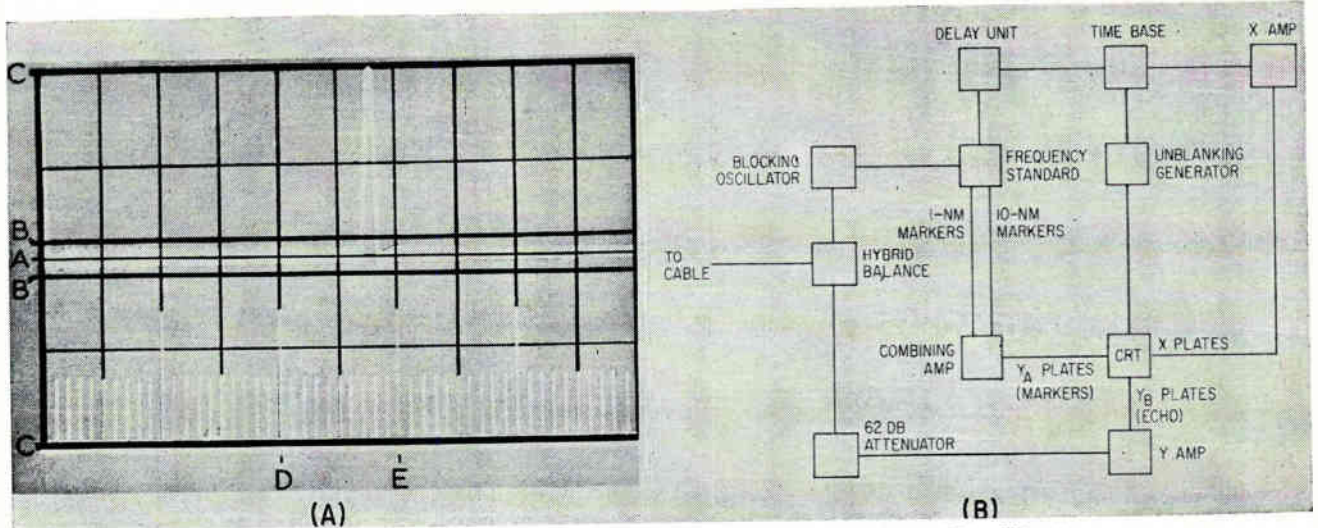 C
B
A
B
C
D
E
(A)
DELAY UNIT
TIME BASE
X AMP
BLOCKING
OSCILLATOR
FREQUENCY
STANDARD
UNBLANKING
GENERATOR
1-NM
MARKERS
10-NM
MARKERS
TO
CABLE
HYBRID
BALANCE
COMBINING
AMP
CRT
X PLATES
YA PLATES
(MARKERS)
YB PLATES
(ECHO)
62 DB
ATTENUATOR
Y AMP
(B)